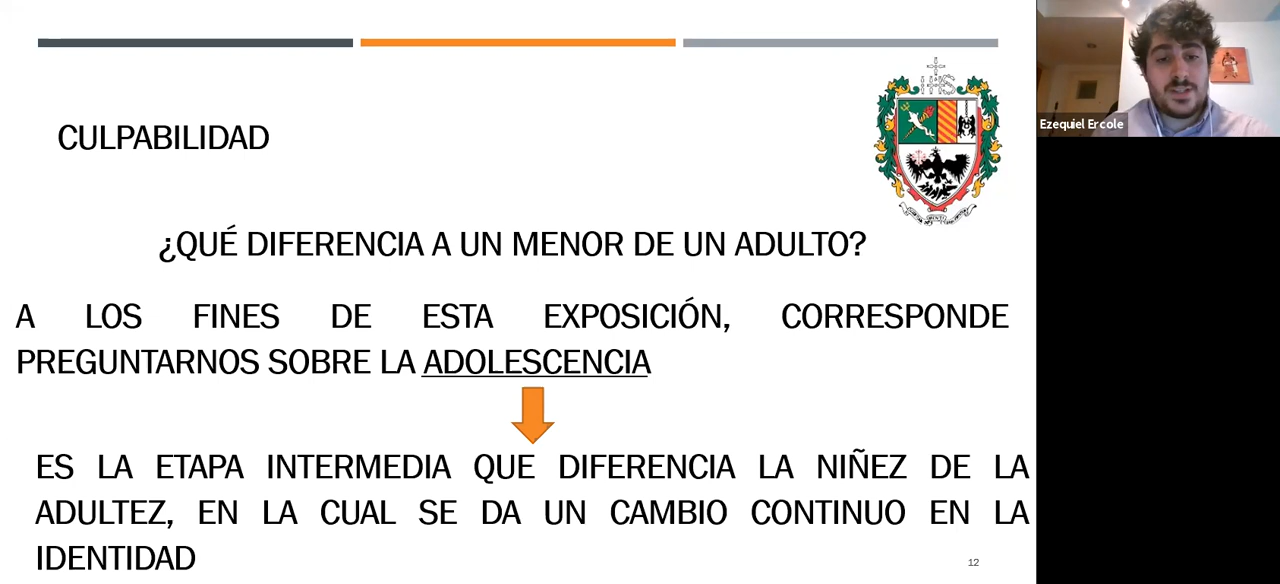 CULPABILIDAD
¿QUÉ DIFERENCIA A UN MENOR DE UN ADULTO?
A LOS FINES DE ESTA EXPOSICIÓN, CORRESPONDE
PREGUNTARNOS SOBRE LA ADOLESCENCIA
ES LA ETAPA INTERMEDIA QUE DIFERENCIA LA NIÑEZ DE LA
ADULTEZ, EN LA CUAL SE DA UN CAMBIO CONTINUO EN LA
IDENTIDAD
12
IHS
Ezequiel Ercole